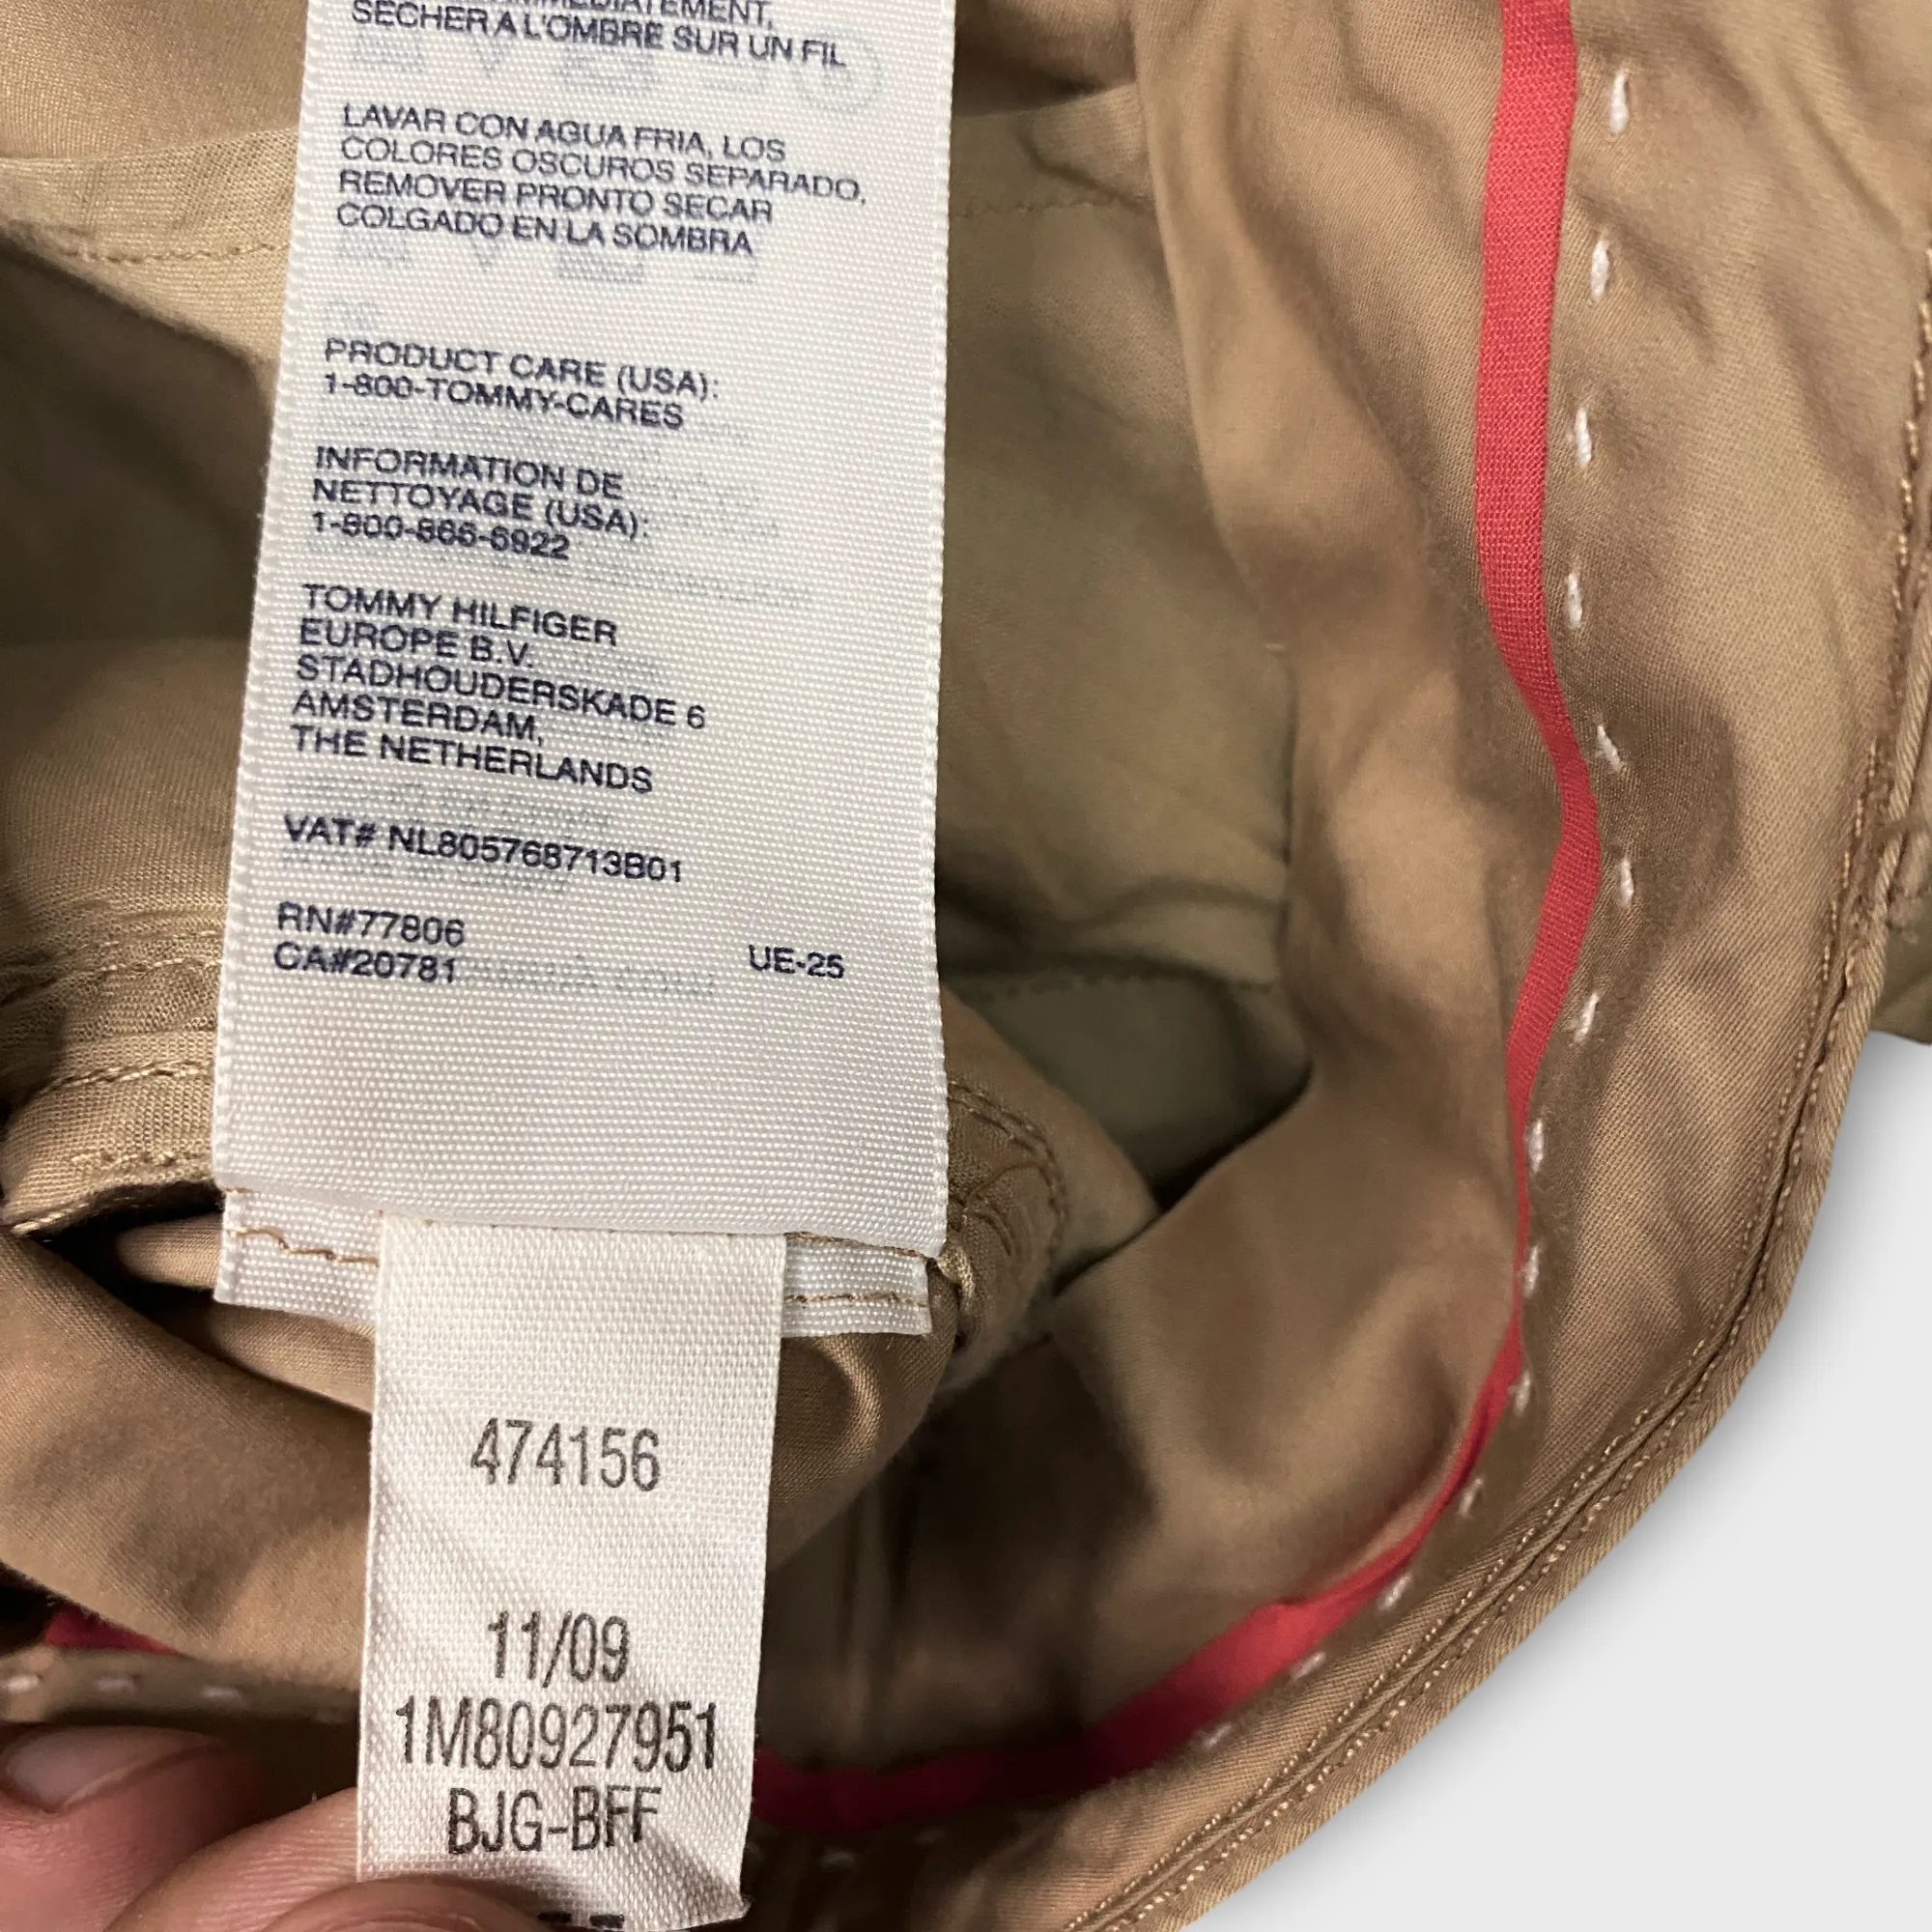 SECHER A L'OMBRE SUR UN FIL
LAVAR CON AGUA FRIA, LOS
COLORES OSCUROS SEPARADO,
REMOVER PRONTO SECAR
COLGADO EN LA SOMBRA
PRODUCT CARE (USA):
1-800-TOMMY-CARES
INFORMATION DE
NETTOYAGE (USA):
1-800-866-6922
TOMMY HILFIGER
EUROPE B.V.
STADHOUDERSKADE 6
AMSTERDAM,
THE NETHERLANDS
VAT# NL805768713B01
RN#77806
CA#20781 UE-25
474156
11/09
1M80927951
BJG-BFF